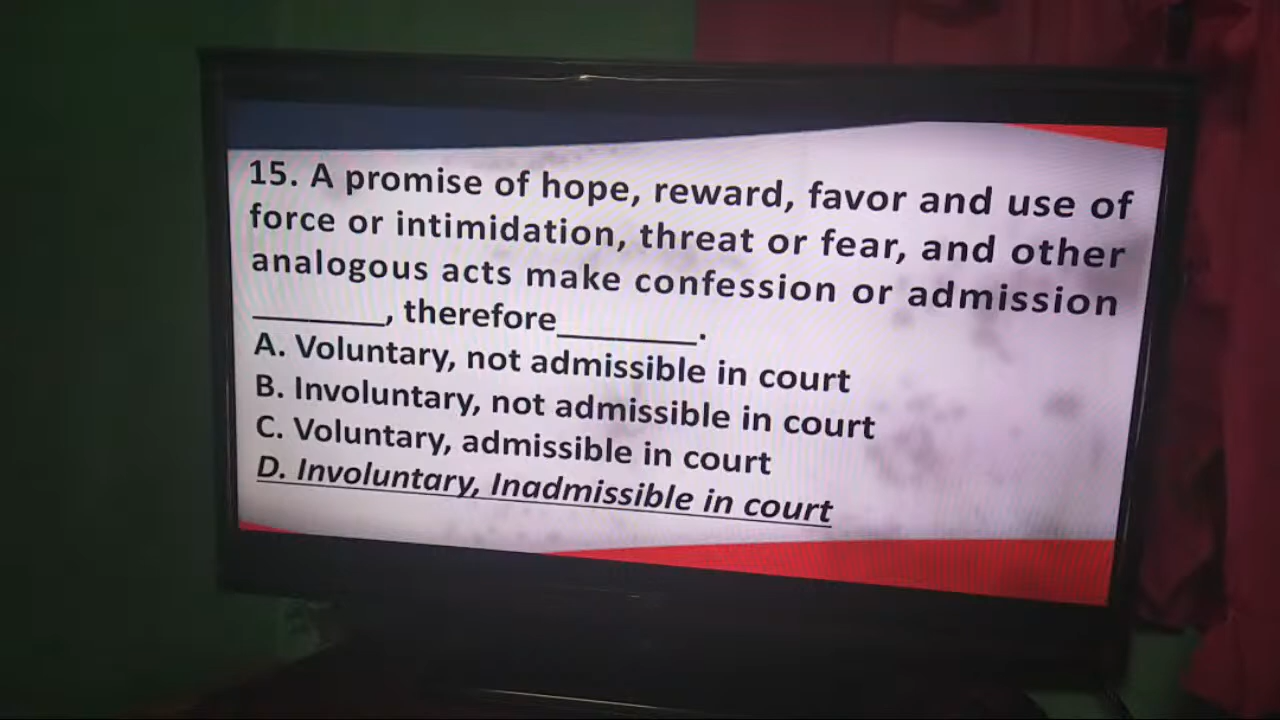 15. A promise of hope, reward, favor and use of
force or intimidation, threat or fear, and other
analogous acts make confession or admission
________, therefore________.
A. Voluntary, not admissible in court
B. Involuntary, not admissible in court
C. Voluntary, admissible in court
D. Involuntary, Inadmissible in court